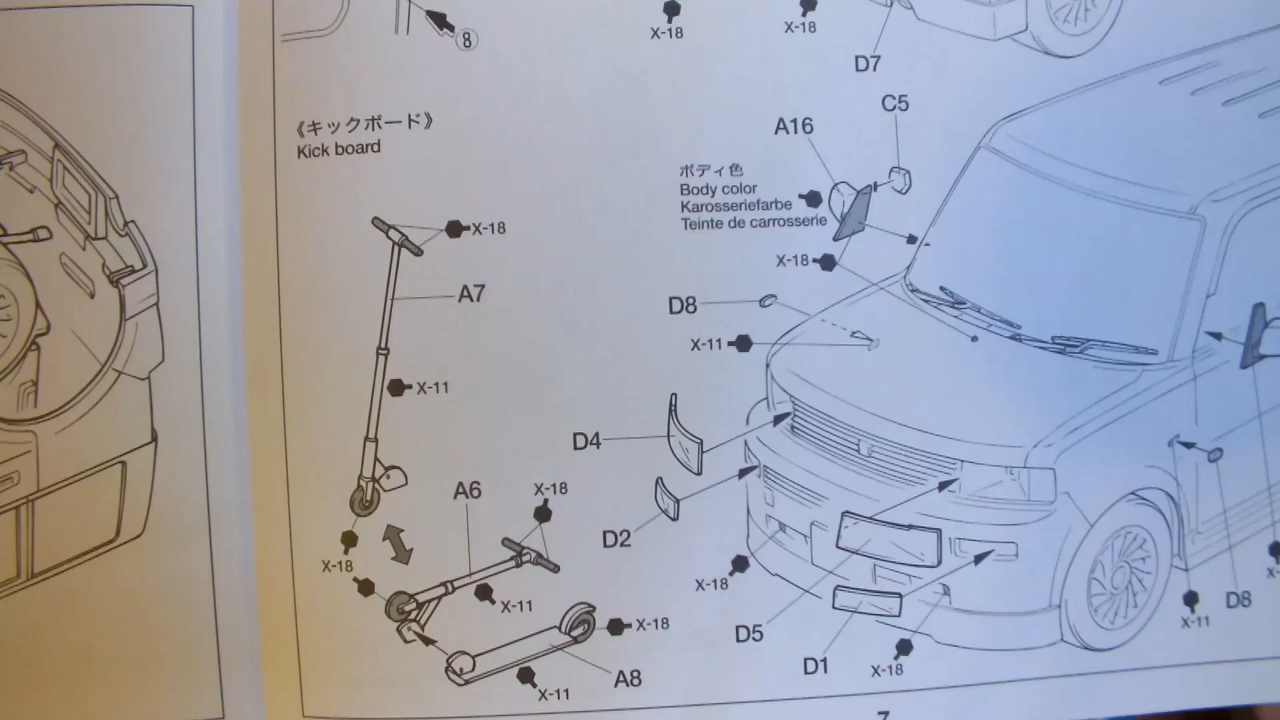 8
X-18
X-18
D7
《キックボード》
Kick board
C5
A16
ボディ色
Body color
Karosseriefarbe
Teinte de carrosserie
X-18
A7
X-18
D8
X-11
X-11
D4
A6
X-18
D2
X-18
X-11
X-18
A8
X-11
X-18
D5
D1
X-18
X-11
D8
7